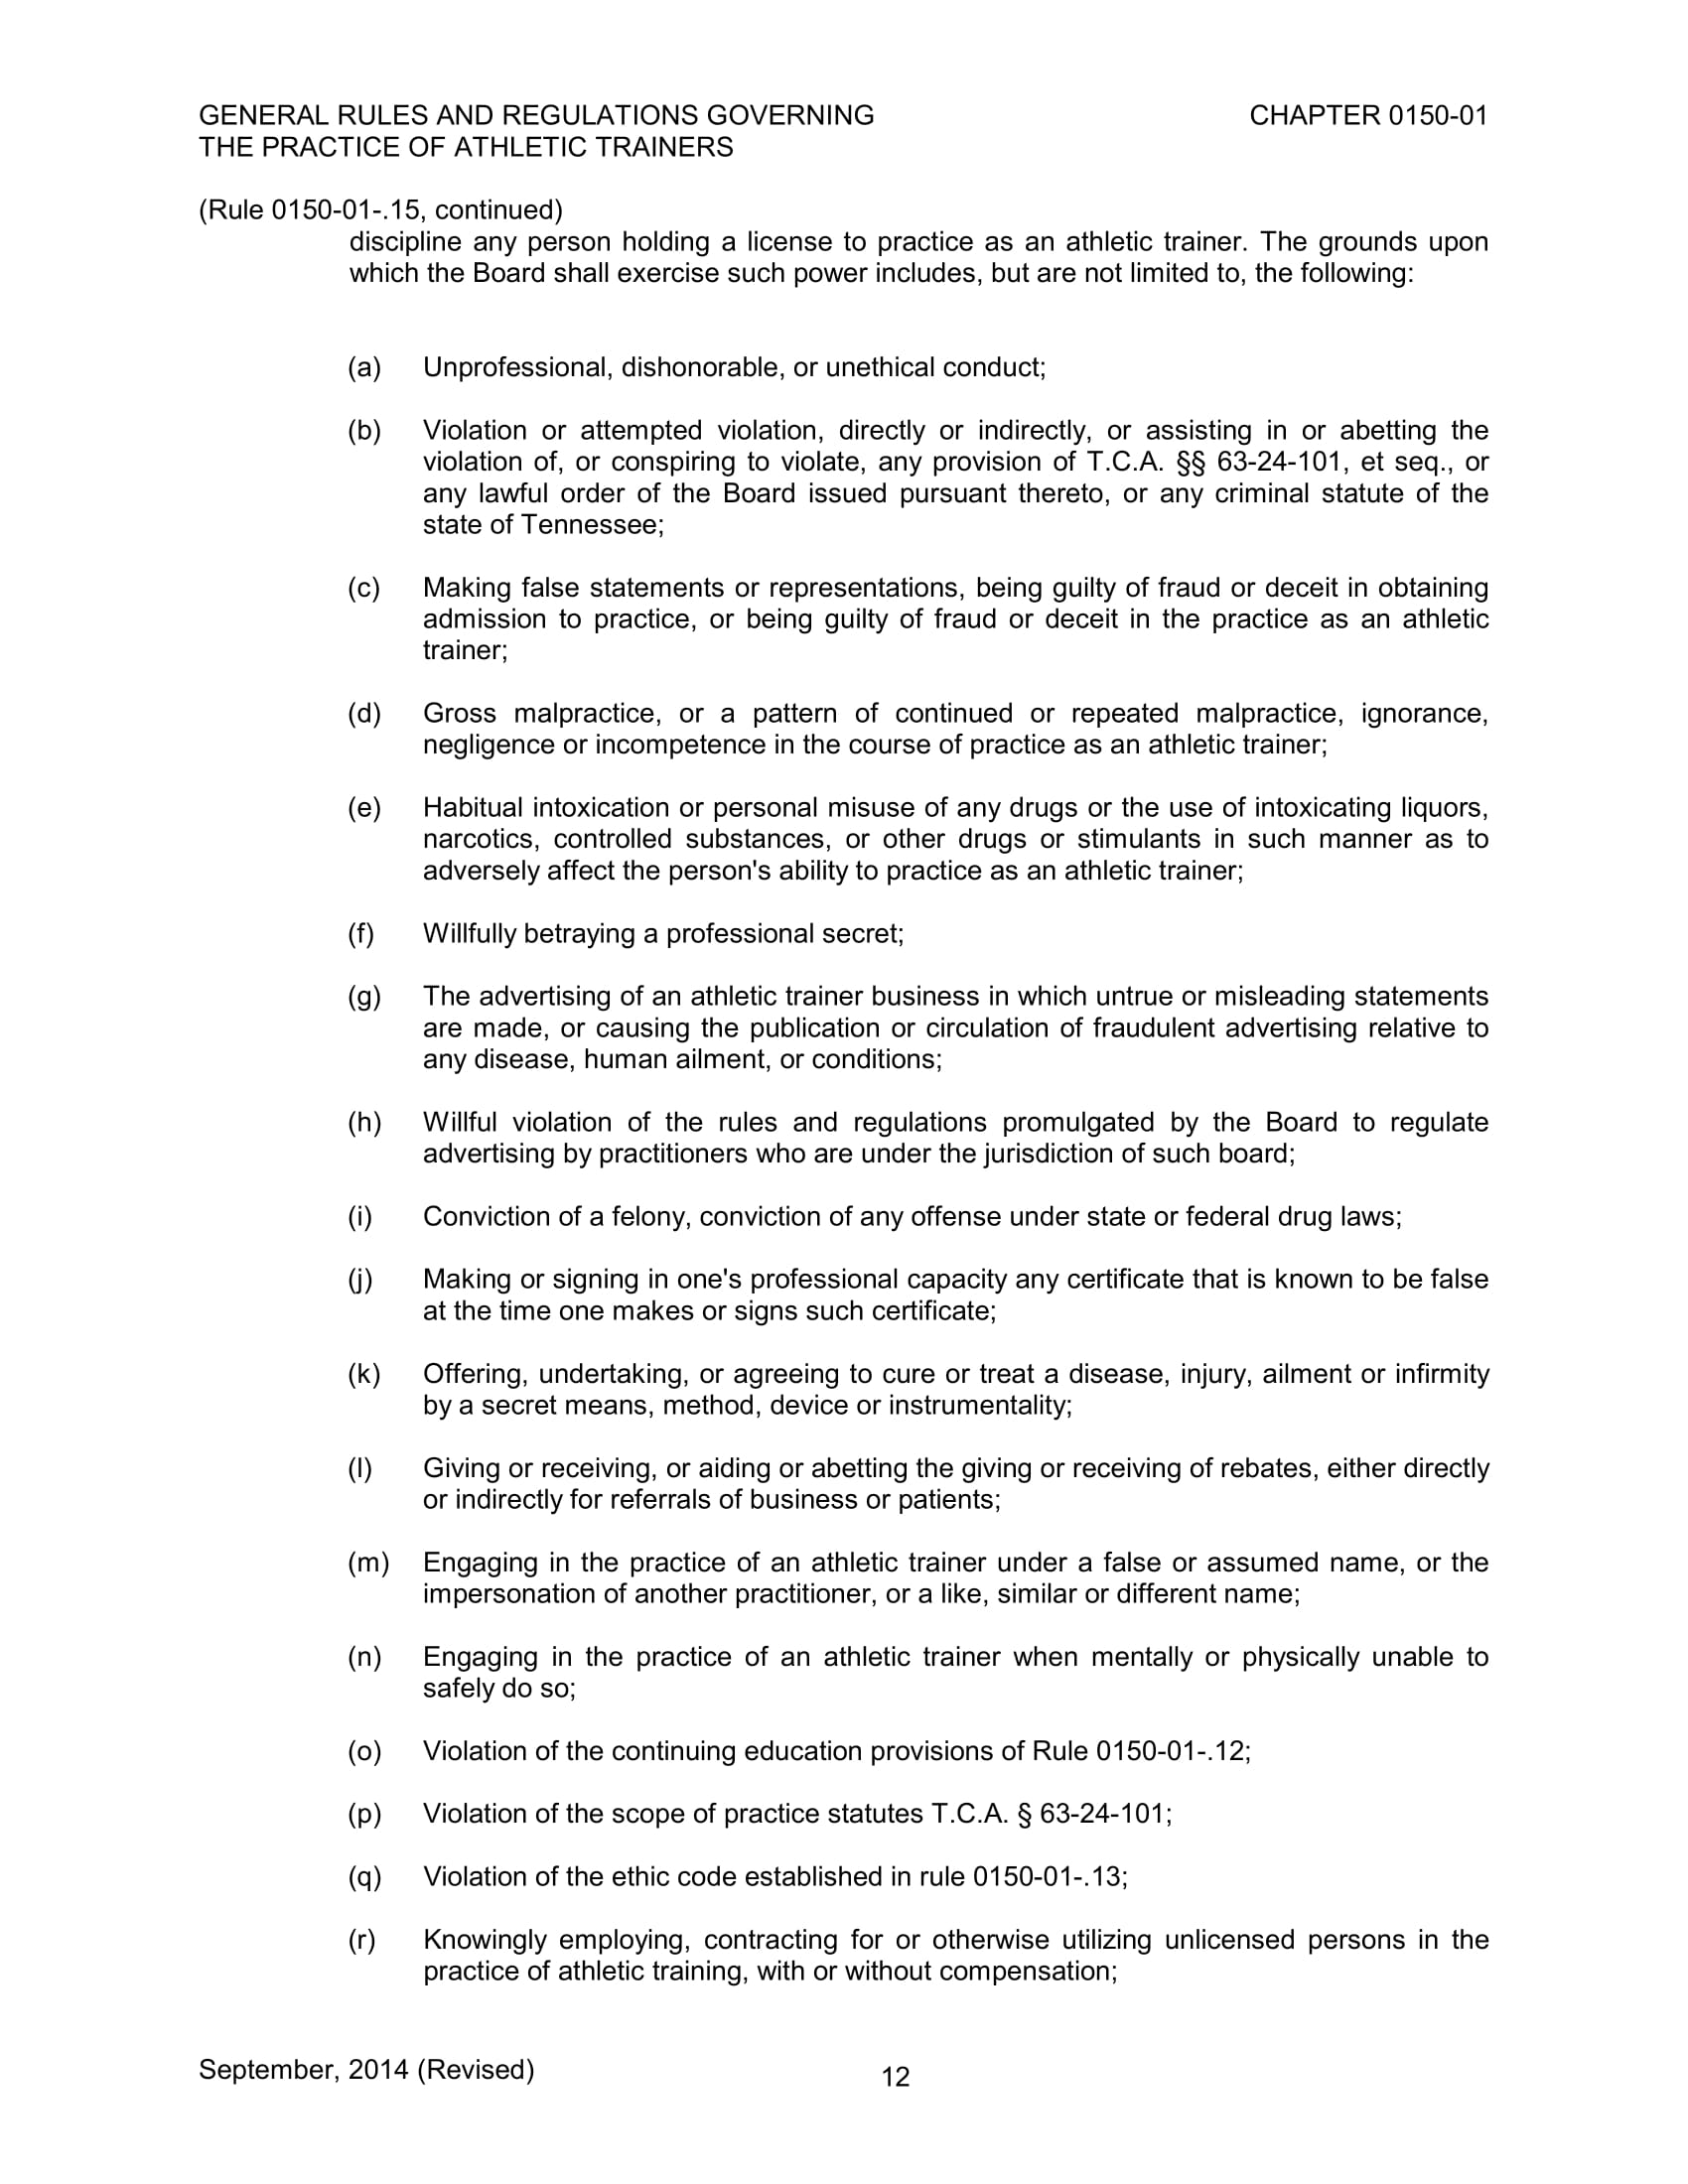 GENERAL RULES AND REGULATIONS GOVERNING CHAPTER 0150-01
THE PRACTICE OF ATHLETIC TRAINERS
(Rule 0150-01-.15, continued)
discipline any person holding a license to practice as an athletic trainer. The grounds upon
which the Board shall exercise such power includes, but are not limited to, the following:
(a) Unprofessional, dishonorable, or unethical conduct;
(b) Violation or attempted violation, directly or indirectly, or assisting in or abetting the
violation of, or conspiring to violate, any provision of T.C.A. §§ 63-24-101, et seq., or
any lawful order of the Board issued pursuant thereto, or any criminal statute of the
state of Tennessee;
(c) Making false statements or representations, being guilty of fraud or deceit in obtaining
admission to practice, or being guilty of fraud or deceit in the practice as an athletic
trainer;
(d) Gross malpractice, or a pattern of continued or repeated malpractice, ignorance,
negligence or incompetence in the course of practice as an athletic trainer;
(e) Habitual intoxication or personal misuse of any drugs or the use of intoxicating liquors,
narcotics, controlled substances, or other drugs or stimulants in such manner as to
adversely affect the person's ability to practice as an athletic trainer;
(f) Willfully betraying a professional secret;
(g) The advertising of an athletic trainer business in which untrue or misleading statements
are made, or causing the publication or circulation of fraudulent advertising relative to
any disease, human ailment, or conditions;
(h) Willful violation of the rules and regulations promulgated by the Board to regulate
advertising by practitioners who are under the jurisdiction of such board;
(i) Conviction of a felony, conviction of any offense under state or federal drug laws;
(j) Making or signing in one's professional capacity any certificate that is known to be false
at the time one makes or signs such certificate;
(k) Offering, undertaking, or agreeing to cure or treat a disease, injury, ailment or infirmity
by a secret means, method, device or instrumentality;
(l) Giving or receiving, or aiding or abetting the giving or receiving of rebates, either directly
or indirectly for referrals of business or patients;
(m) Engaging in the practice of an athletic trainer under a false or assumed name, or the
impersonation of another practitioner, or a like, similar or different name;
(n) Engaging in the practice of an athletic trainer when mentally or physically unable to
safely do so;
(o) Violation of the continuing education provisions of Rule 0150-01-.12;
(p) Violation of the scope of practice statutes T.C.A. § 63-24-101;
(q) Violation of the ethic code established in rule 0150-01-.13;
(r) Knowingly employing, contracting for or otherwise utilizing unlicensed persons in the
practice of athletic training, with or without compensation;
September, 2014 (Revised) 12